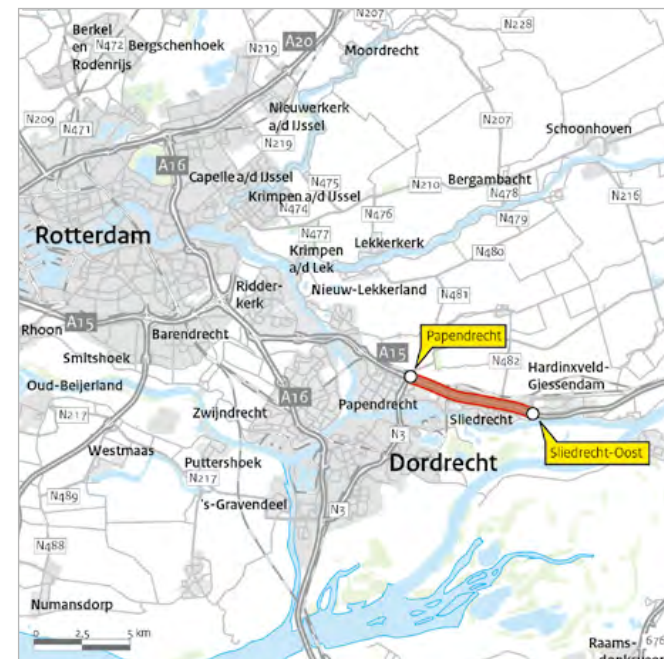 N207
N228
Berkel
en
Rodenrijs
N472
Bergschenhoek
N219
A20
Moordrecht
N209
N471
Nieuwerkerk
a/d IJssel
N219
N207
Schoonhoven
A16
Capelle a/d IJssel
N475
Krimpen a/d IJssel
N474
N210
Bergambacht
N478
N216
N476
N479
Rotterdam
N477
Lekkerkerk
Krimpen
a/d Lek
N480
Ridder-
kerk
Nieuw-Lekkerland
N481
A15
Rhoon
Barendrecht
A15
Papendrecht
Smitshoek
N482
Hardinxveld-
Giessendam
Oud-Beijerland
A16
Zwijndrecht
Papendrecht
Sliedrecht
N217
N3
Westmaas
Puttershoek
Dordrecht
Sliedrecht-Oost
N217
N489
's-Gravendeel
N3
N488
Numansdorp
0 2,5 5 km
Raams-